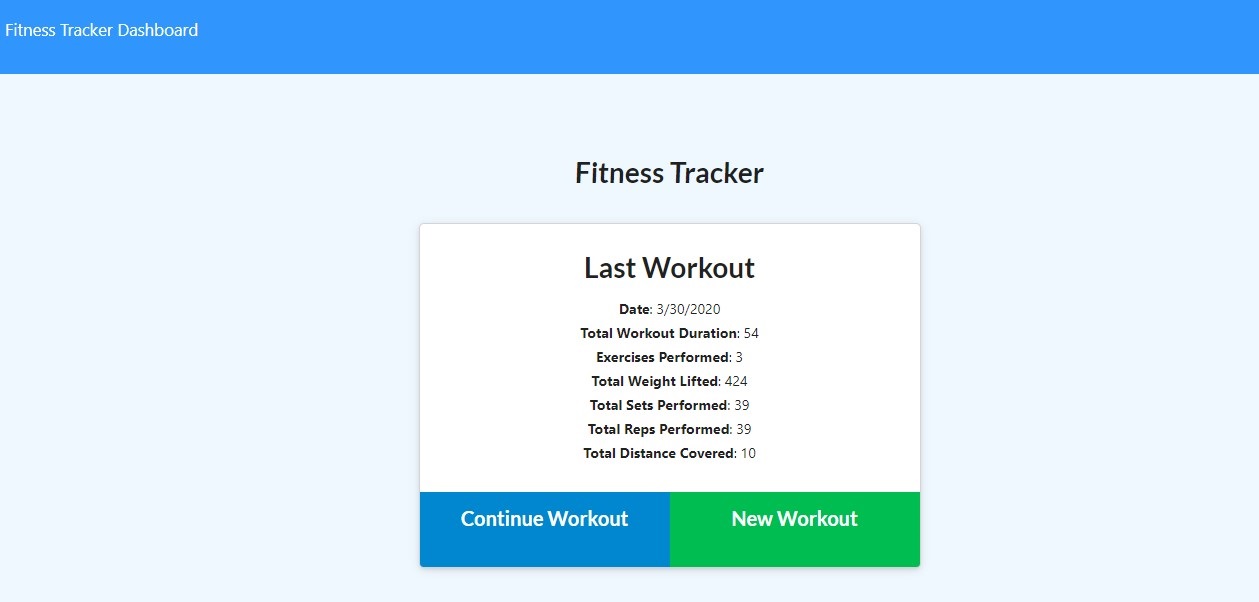 Fitness Tracker Dashboard
Fitness Tracker
Last Workout
Date: 3/30/2020
Total Workout Duration: 54
Exercises Performed: 3
Total Weight Lifted: 424
Total Sets Performed: 39
Total Reps Performed: 39
Total Distance Covered: 10
Continue Workout New Workout